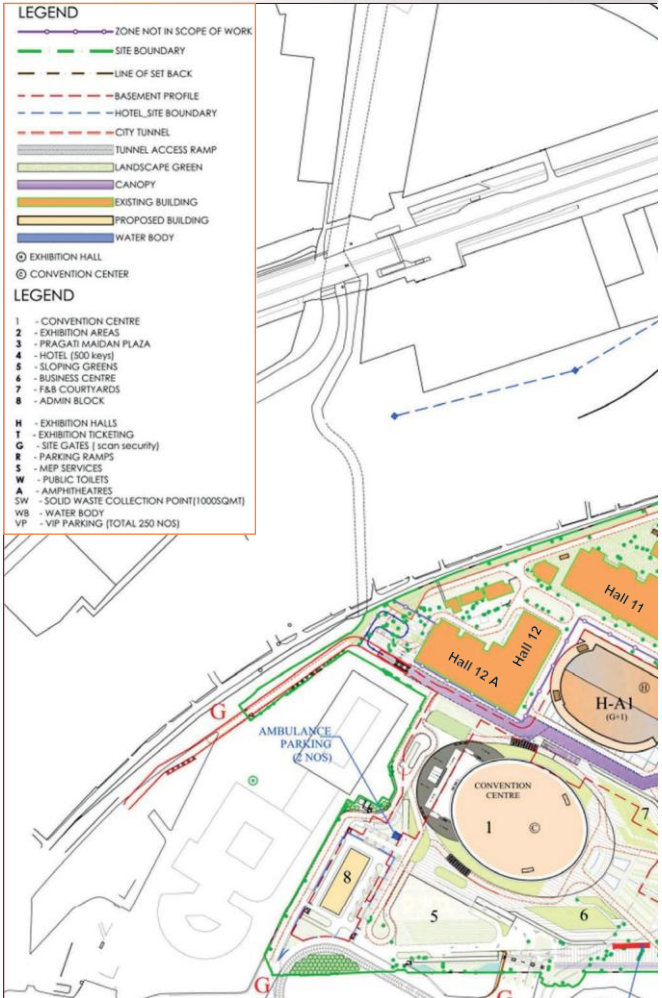 LEGEND
ZONE NOT IN SCOPE OF WORK
SITE BOUNDARY
LINE OF SET BACK
BASEMENT PROFILE
HOTEL_SITE BOUNDARY
CITY TUNNEL
TUNNEL ACCESS RAMP
LANDSCAPE GREEN
CANOPY
EXISTING BUILDING
PROPOSED BUILDING
WATER BODY
EXHIBITION HALL
© CONVENTION CENTER
LEGEND
1 - CONVENTION CENTRE
2 - EXHIBITION AREAS
3 - PRAGATI MAIDAN PLAZA
4 - HOTEL (500 keys)
5 - SLOPING GREENS
6 - BUSINESS CENTRE
7 - F&B COURTYARDS
8 - ADMIN BLOCK
H - EXHIBITION HALLS
T - EXHIBITION TICKETING
G - SITE GATES ( scan security)
R - PARKING RAMPS
S - MEP SERVICES
W - PUBLIC TOILETS
A - AMPHITHEATRES
SW - SOLID WASTE COLLECTION POINT(1000SQMT)
WB - WATER BODY
VP - VIP PARKING (TOTAL 250 NOS)
Hall 11
Hall 12
Hall 12 A
H
H-A1
(G+1)
G
AMBULANCE
PARKING
(2 NOS)
CONVENTION
CENTRE
1
©
7
8
5
6
G
G